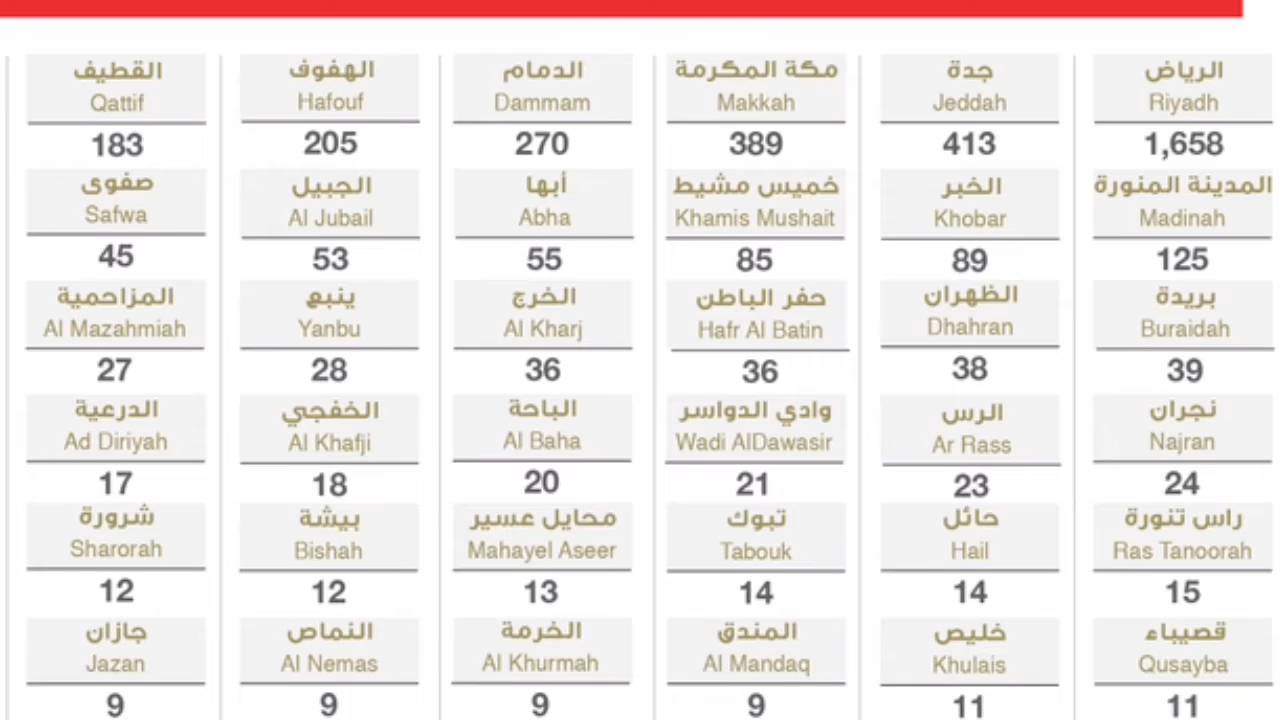 الرياض
Riyadh
1,658
جدة
Jeddah
413
مكة المكرمة
Makkah
389
الدمام
Dammam
270
الهفوف
Hafouf
205
القطيف
Qattif
183
المدينة المنورة
Madinah
125
الخبر
Khobar
89
خميس مشيط
Khamis Mushait
85
أبها
Abha
55
الجبيل
Al Jubail
53
صفوى
Safwa
45
بريدة
Buraidah
39
الظهران
Dhahran
38
حفر الباطن
Hafr Al Batin
36
الخرج
Al Kharj
36
ينبع
Yanbu
28
المزاحمية
Al Mazahmiah
27
نجران
Najran
24
الرس
Ar Rass
23
وادي الدواسر
Wadi AlDawasir
21
الباحة
Al Baha
20
الخفجي
Al Khafji
18
الدرعية
Ad Diriyah
17
راس تنورة
Ras Tanoorah
15
حائل
Hail
14
تبوك
Tabouk
14
محايل عسير
Mahayel Aseer
13
بيشة
Bishah
12
شرورة
Sharorah
12
قصيباء
Qusayba
11
خليص
Khulais
11
المندق
Al Mandaq
9
الخرمة
Al Khurmah
9
النماص
Al Nemas
9
جازان
Jazan
9